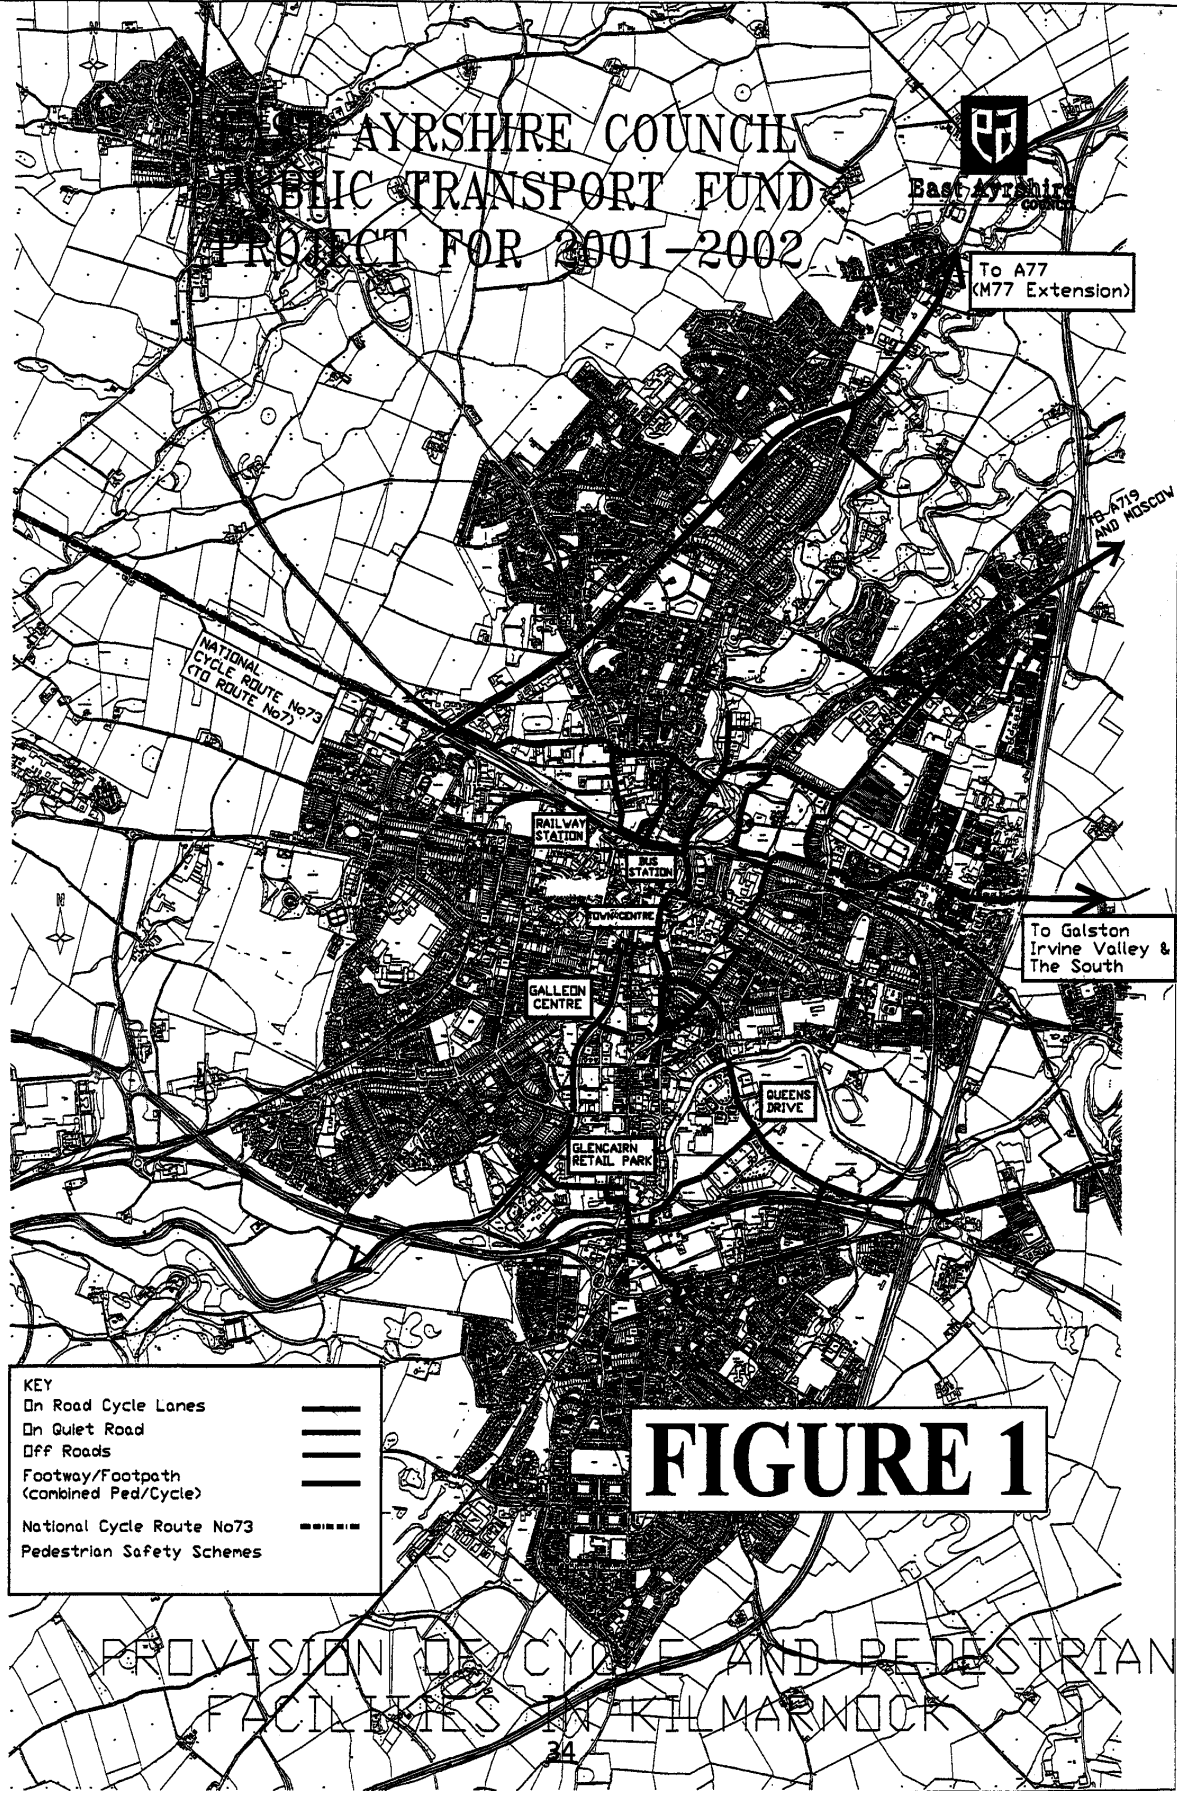 N
EAST AYRSHIRE COUNCIL
PUBLIC TRANSPORT FUND
PROJECT FOR 2001-2002
East Ayrshire
COUNCIL
To A77
(M77 Extension)
TO A719
AND MOSCOW
NATIONAL
CYCLE ROUTE No73
(TO ROUTE No7)
RAILWAY
STATION
BUS
STATION
TOWN CENTRE
N
To Galston
Irvine Valley &
The South
GALLEON
CENTRE
QUEENS
DRIVE
GLENCAIRN
RETAIL PARK
KEY
On Road Cycle Lanes
On Quiet Road
Off Roads
Footway/Footpath
(combined Ped/Cycle)
National Cycle Route No73
Pedestrian Safety Schemes
FIGURE 1
PROVISION OF CYCLE AND PEDESTRIAN
FACILITIES IN KILMARNOCK
34